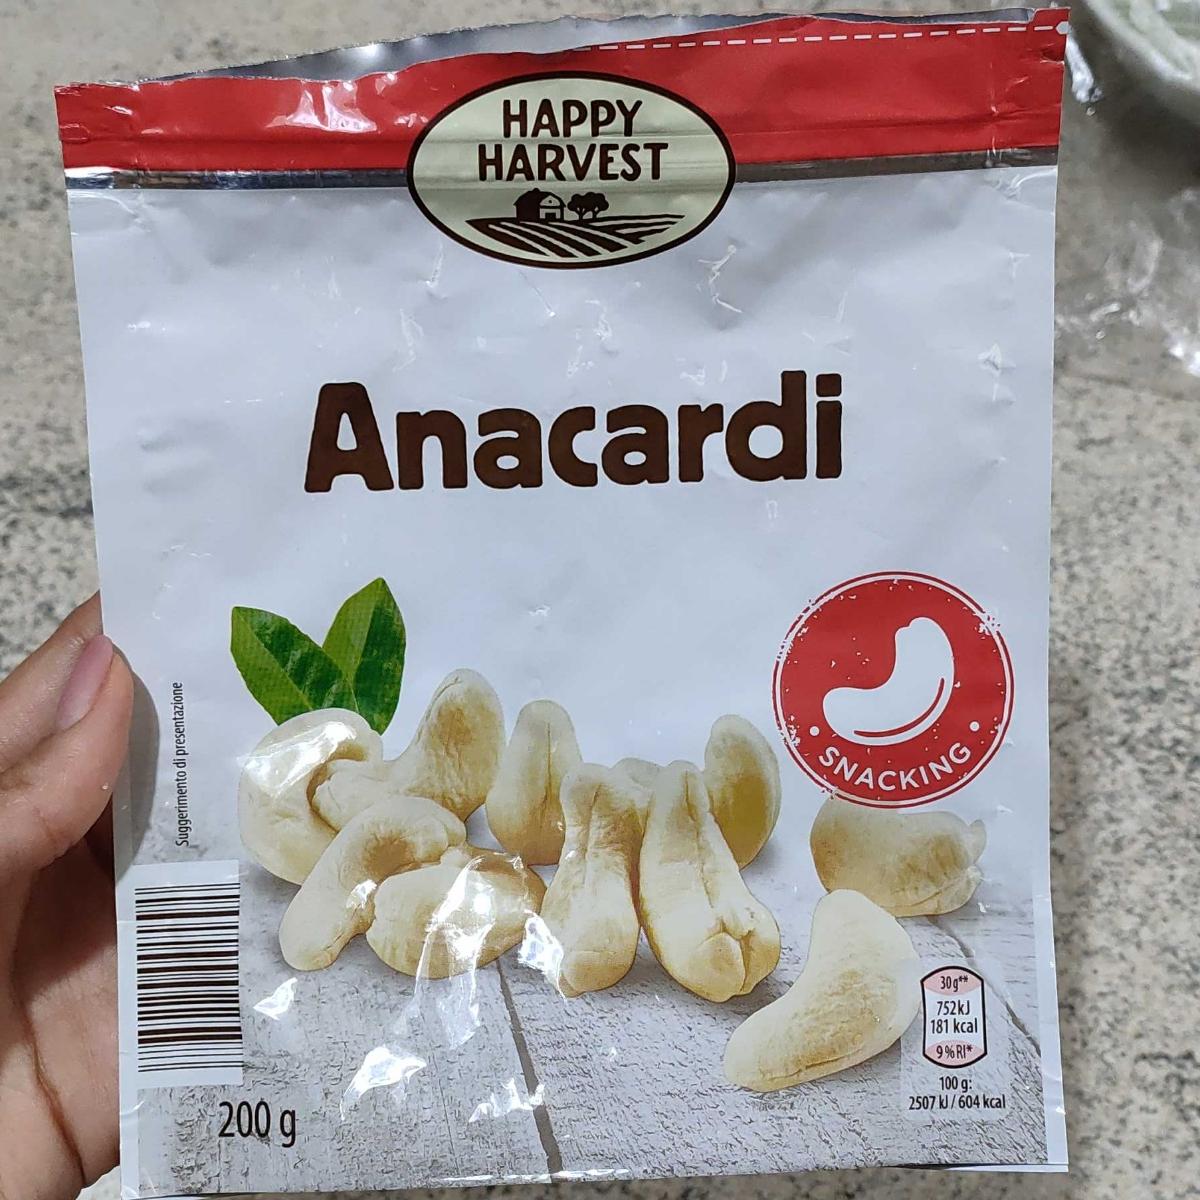 HAPPY
HARVEST
Anacardi
SNACKING
Suggerimento di presentazione
30g**
752kJ
181 kcal
9%RI*
100 g:
2507 kJ / 604 kcal
200 g